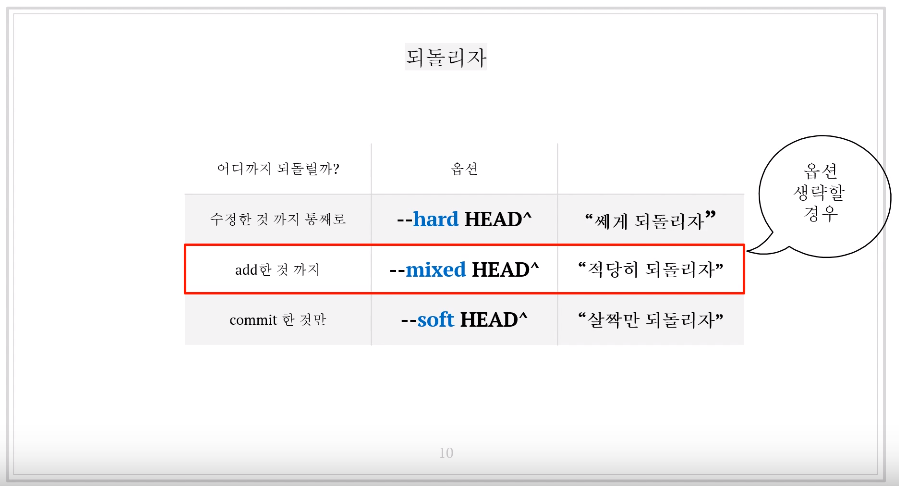 되돌리자
어디까지 되돌릴까? 옵션
수정한 것 까지 통째로 --hard HEAD^ “쎄게 되돌리자”
add한 것 까지 --mixed HEAD^ “적당히 되돌리자”
commit 한 것만 --soft HEAD^ “살짝만 되돌리자”
옵션
생략할
경우
10